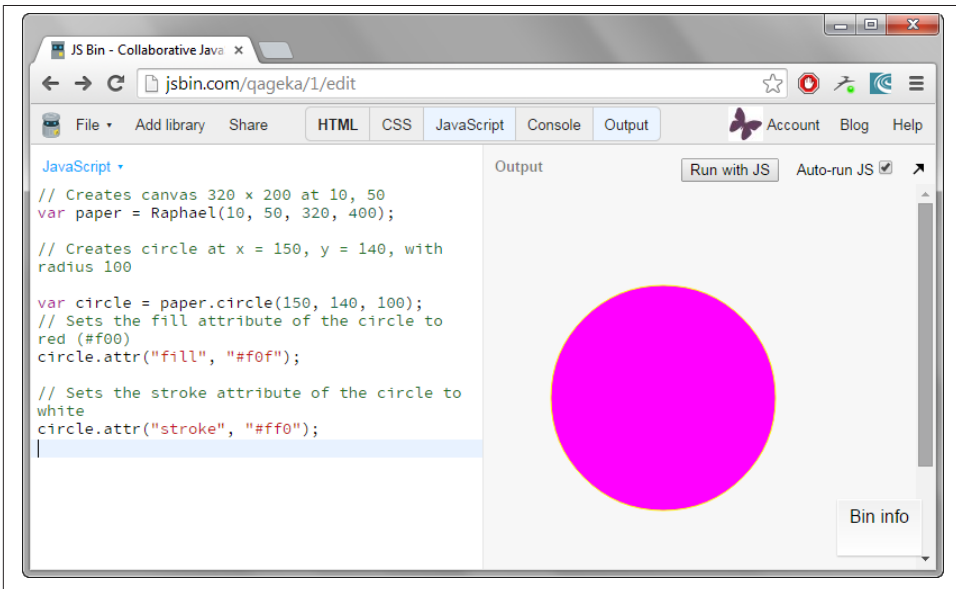 JS Bin - Collaborative Java
jsbin.com/qageka/1/edit
File Add library Share HTML CSS JavaScript Console Output Account Blog Help
JavaScript
Output Run with JS Auto-run JS
// Creates canvas 320 × 200 at 10, 50
var paper = Raphael(10, 50, 320, 400);
// Creates circle at x = 150, y = 140, with
radius 100
var circle = paper.circle(150, 140, 100);
// Sets the fill attribute of the circle to
red (#f00)
circle.attr("fill", "#f0f");
// Sets the stroke attribute of the circle to
white
circle.attr("stroke", "#ff0");
Bin info